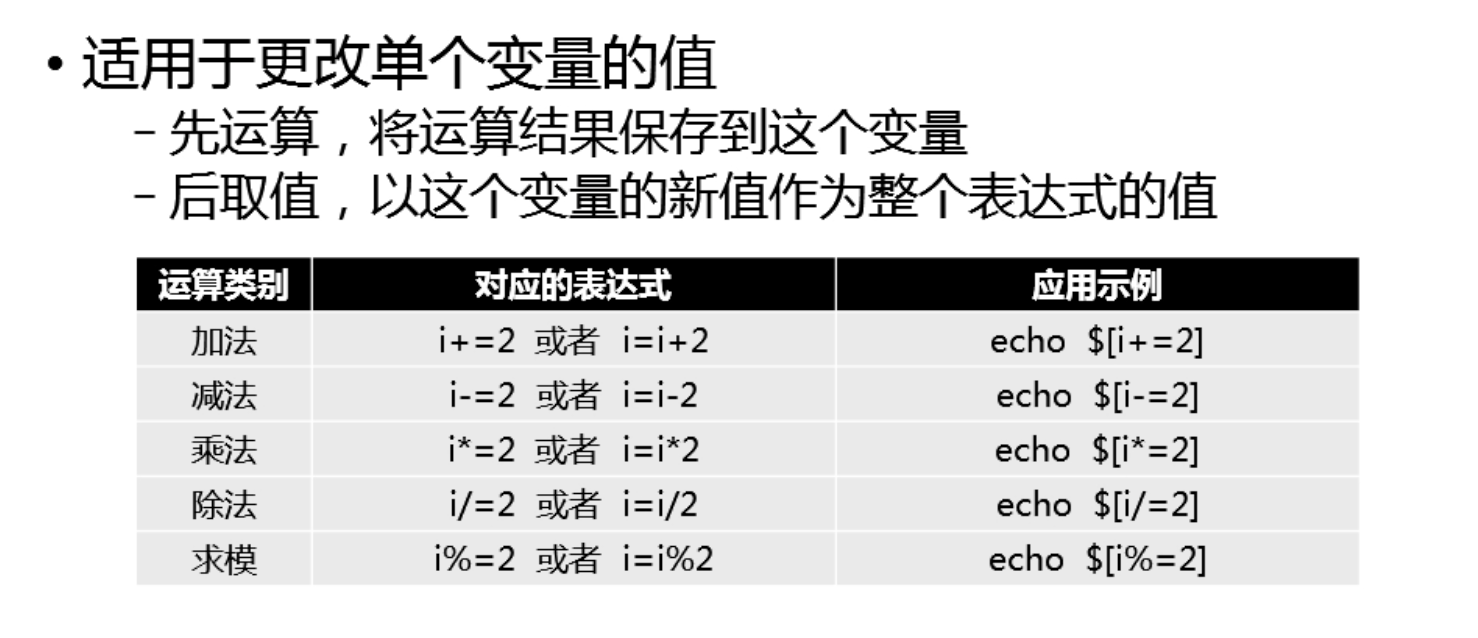 • 适用于更改单个变量的值
– 先运算，将运算结果保存到这个变量
– 后取值，以这个变量的新值作为整个表达式的值
运算类别 对应的表达式 应用示例
加法 i+=2 或者 i=i+2 echo $[i+=2]
减法 i-=2 或者 i=i-2 echo $[i-=2]
乘法 i*=2 或者 i=i*2 echo $[i*=2]
除法 i/=2 或者 i=i/2 echo $[i/=2]
求模 i%=2 或者 i=i%2 echo $[i%=2]